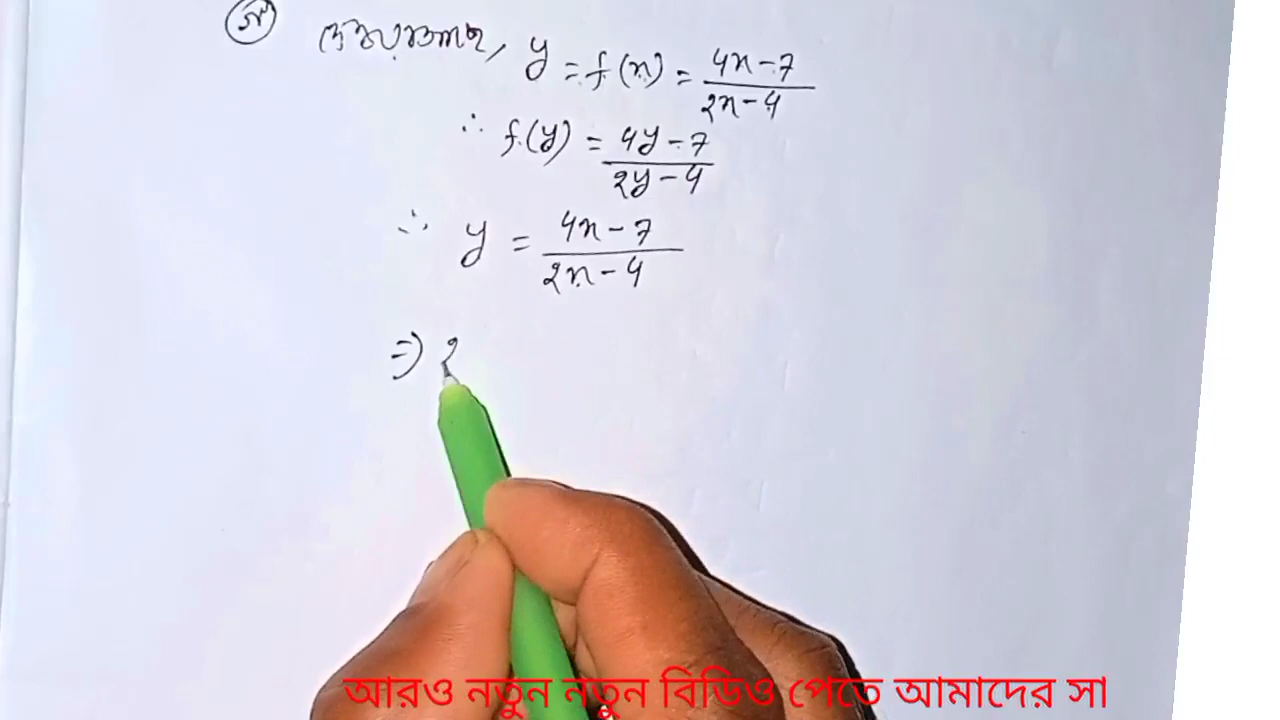 গ দেওয়া আছে, y = f(x) = (4x-7)/(2x-4)
∴ f(y) = (4y-7)/(2y-4)
∴ y = (4x-7)/(2x-4)
⇒ 2
আরও নতুন নতুন বিডিও পেতে আমাদের সা